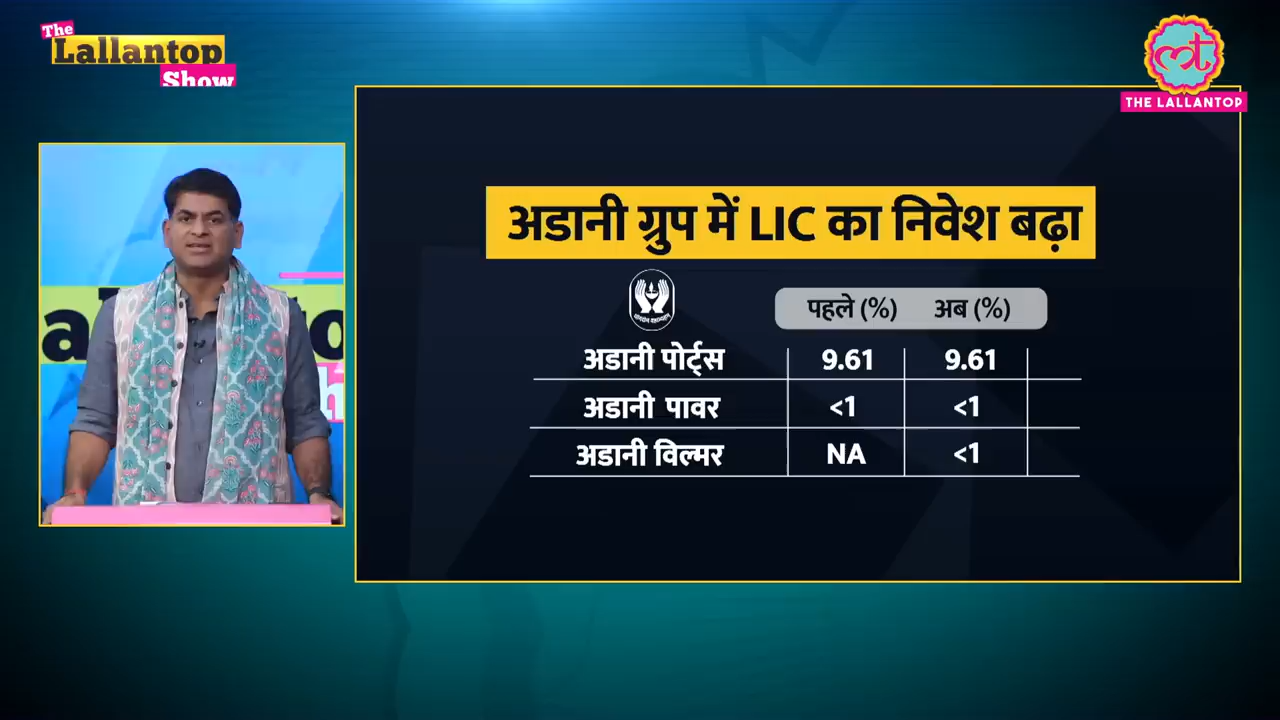 The
Lallantop
Show
THE LALLANTOP
अडानी ग्रुप में LIC का निवेश बढ़ा
पहले (%) अब (%)
अडानी पोर्ट्स 9.61 9.61
अडानी पावर <1 <1
अडानी विल्मर NA <1